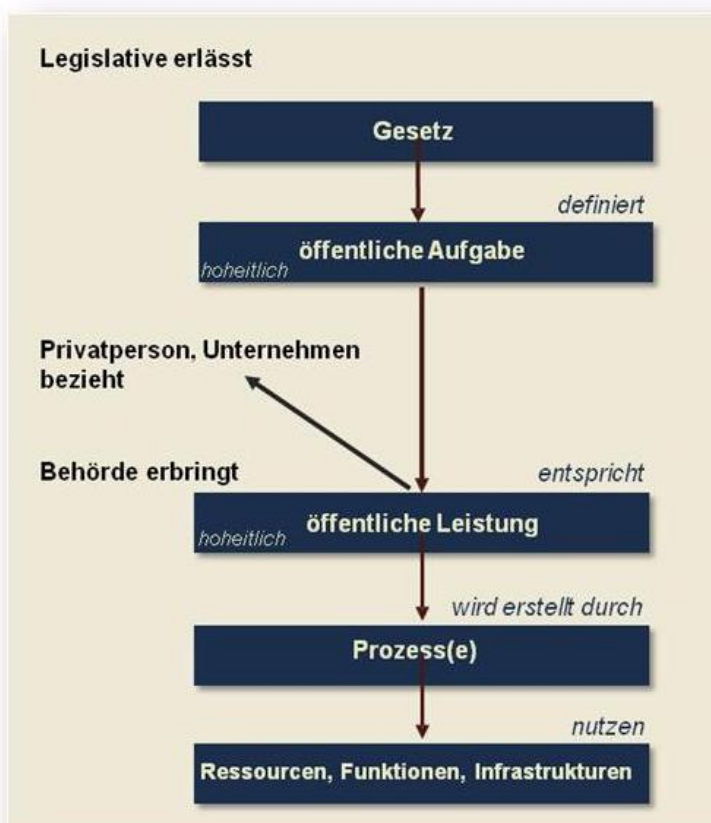 Legislative erlässt
Gesetz
definiert
öffentliche Aufgabe
hoheitlich
Privatperson, Unternehmen
bezieht
Behörde erbringt
entspricht
öffentliche Leistung
hoheitlich
wird erstellt durch
Prozess(e)
nutzen
Ressourcen, Funktionen, Infrastrukturen